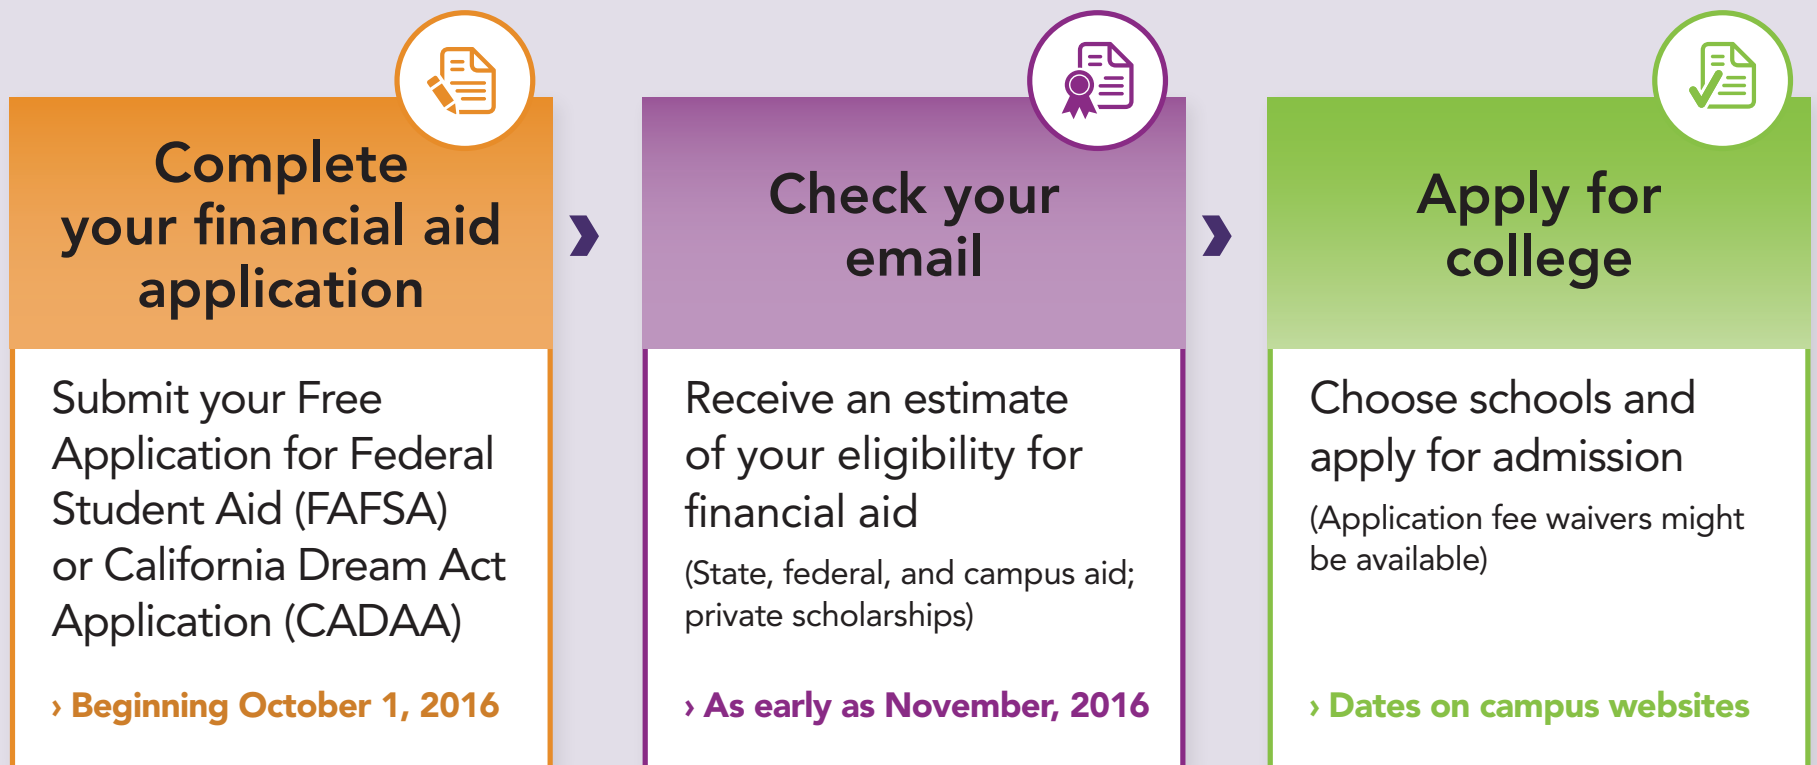 Complete
your financial aid
application
Submit your Free
Application for Federal
Student Aid (FAFSA)
or California Dream Act
Application (CADAA)
› Beginning October 1, 2016
Check your
email
Receive an estimate
of your eligibility for
financial aid
(State, federal, and campus aid;
private scholarships)
› As early as November, 2016
Apply for
college
Choose schools and
apply for admission
(Application fee waivers might
be available)
› Dates on campus websites